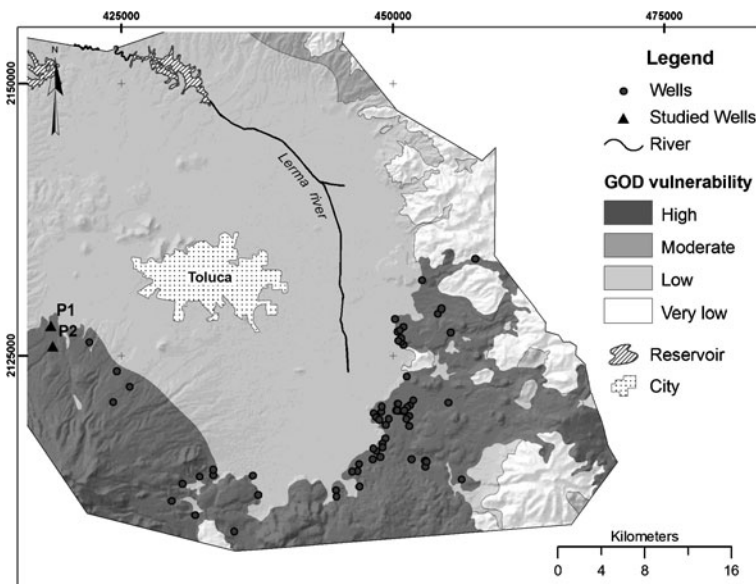 425000
450000
475000
2150000
2125000
N
Lerma river
Toluca
P1
P2
Legend
Wells
Studied Wells
River
GOD vulnerability
High
Moderate
Low
Very low
Reservoir
City
Kilometers
0 4 8 12 16